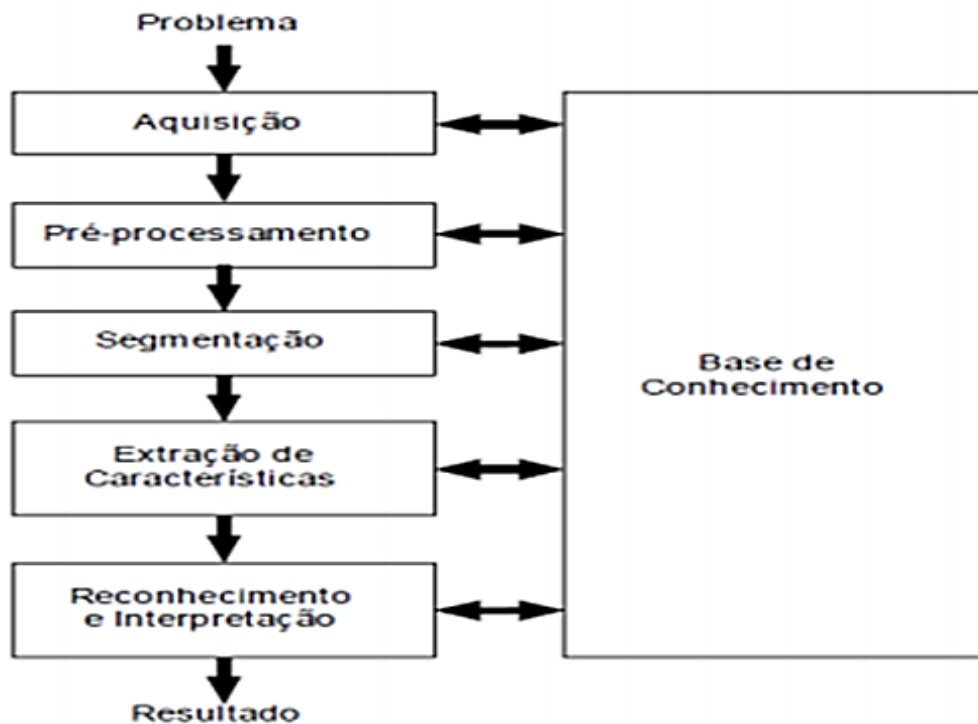 Problema
Aquisição
Pré-processamento
Segmentação
Extração de
Características
Reconhecimento
e Interpretação
Resultado
Base de
Conhecimento